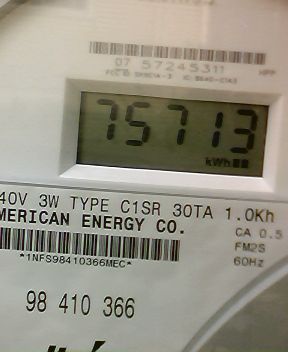 07 57245311
75713
kWh
40V 3W TYPE C1SR 30TA 1.0Kh
MERICAN ENERGY CO.
CA 0.5
FM2S
60Hz
*1NFS98410366MEC*
98 410 366